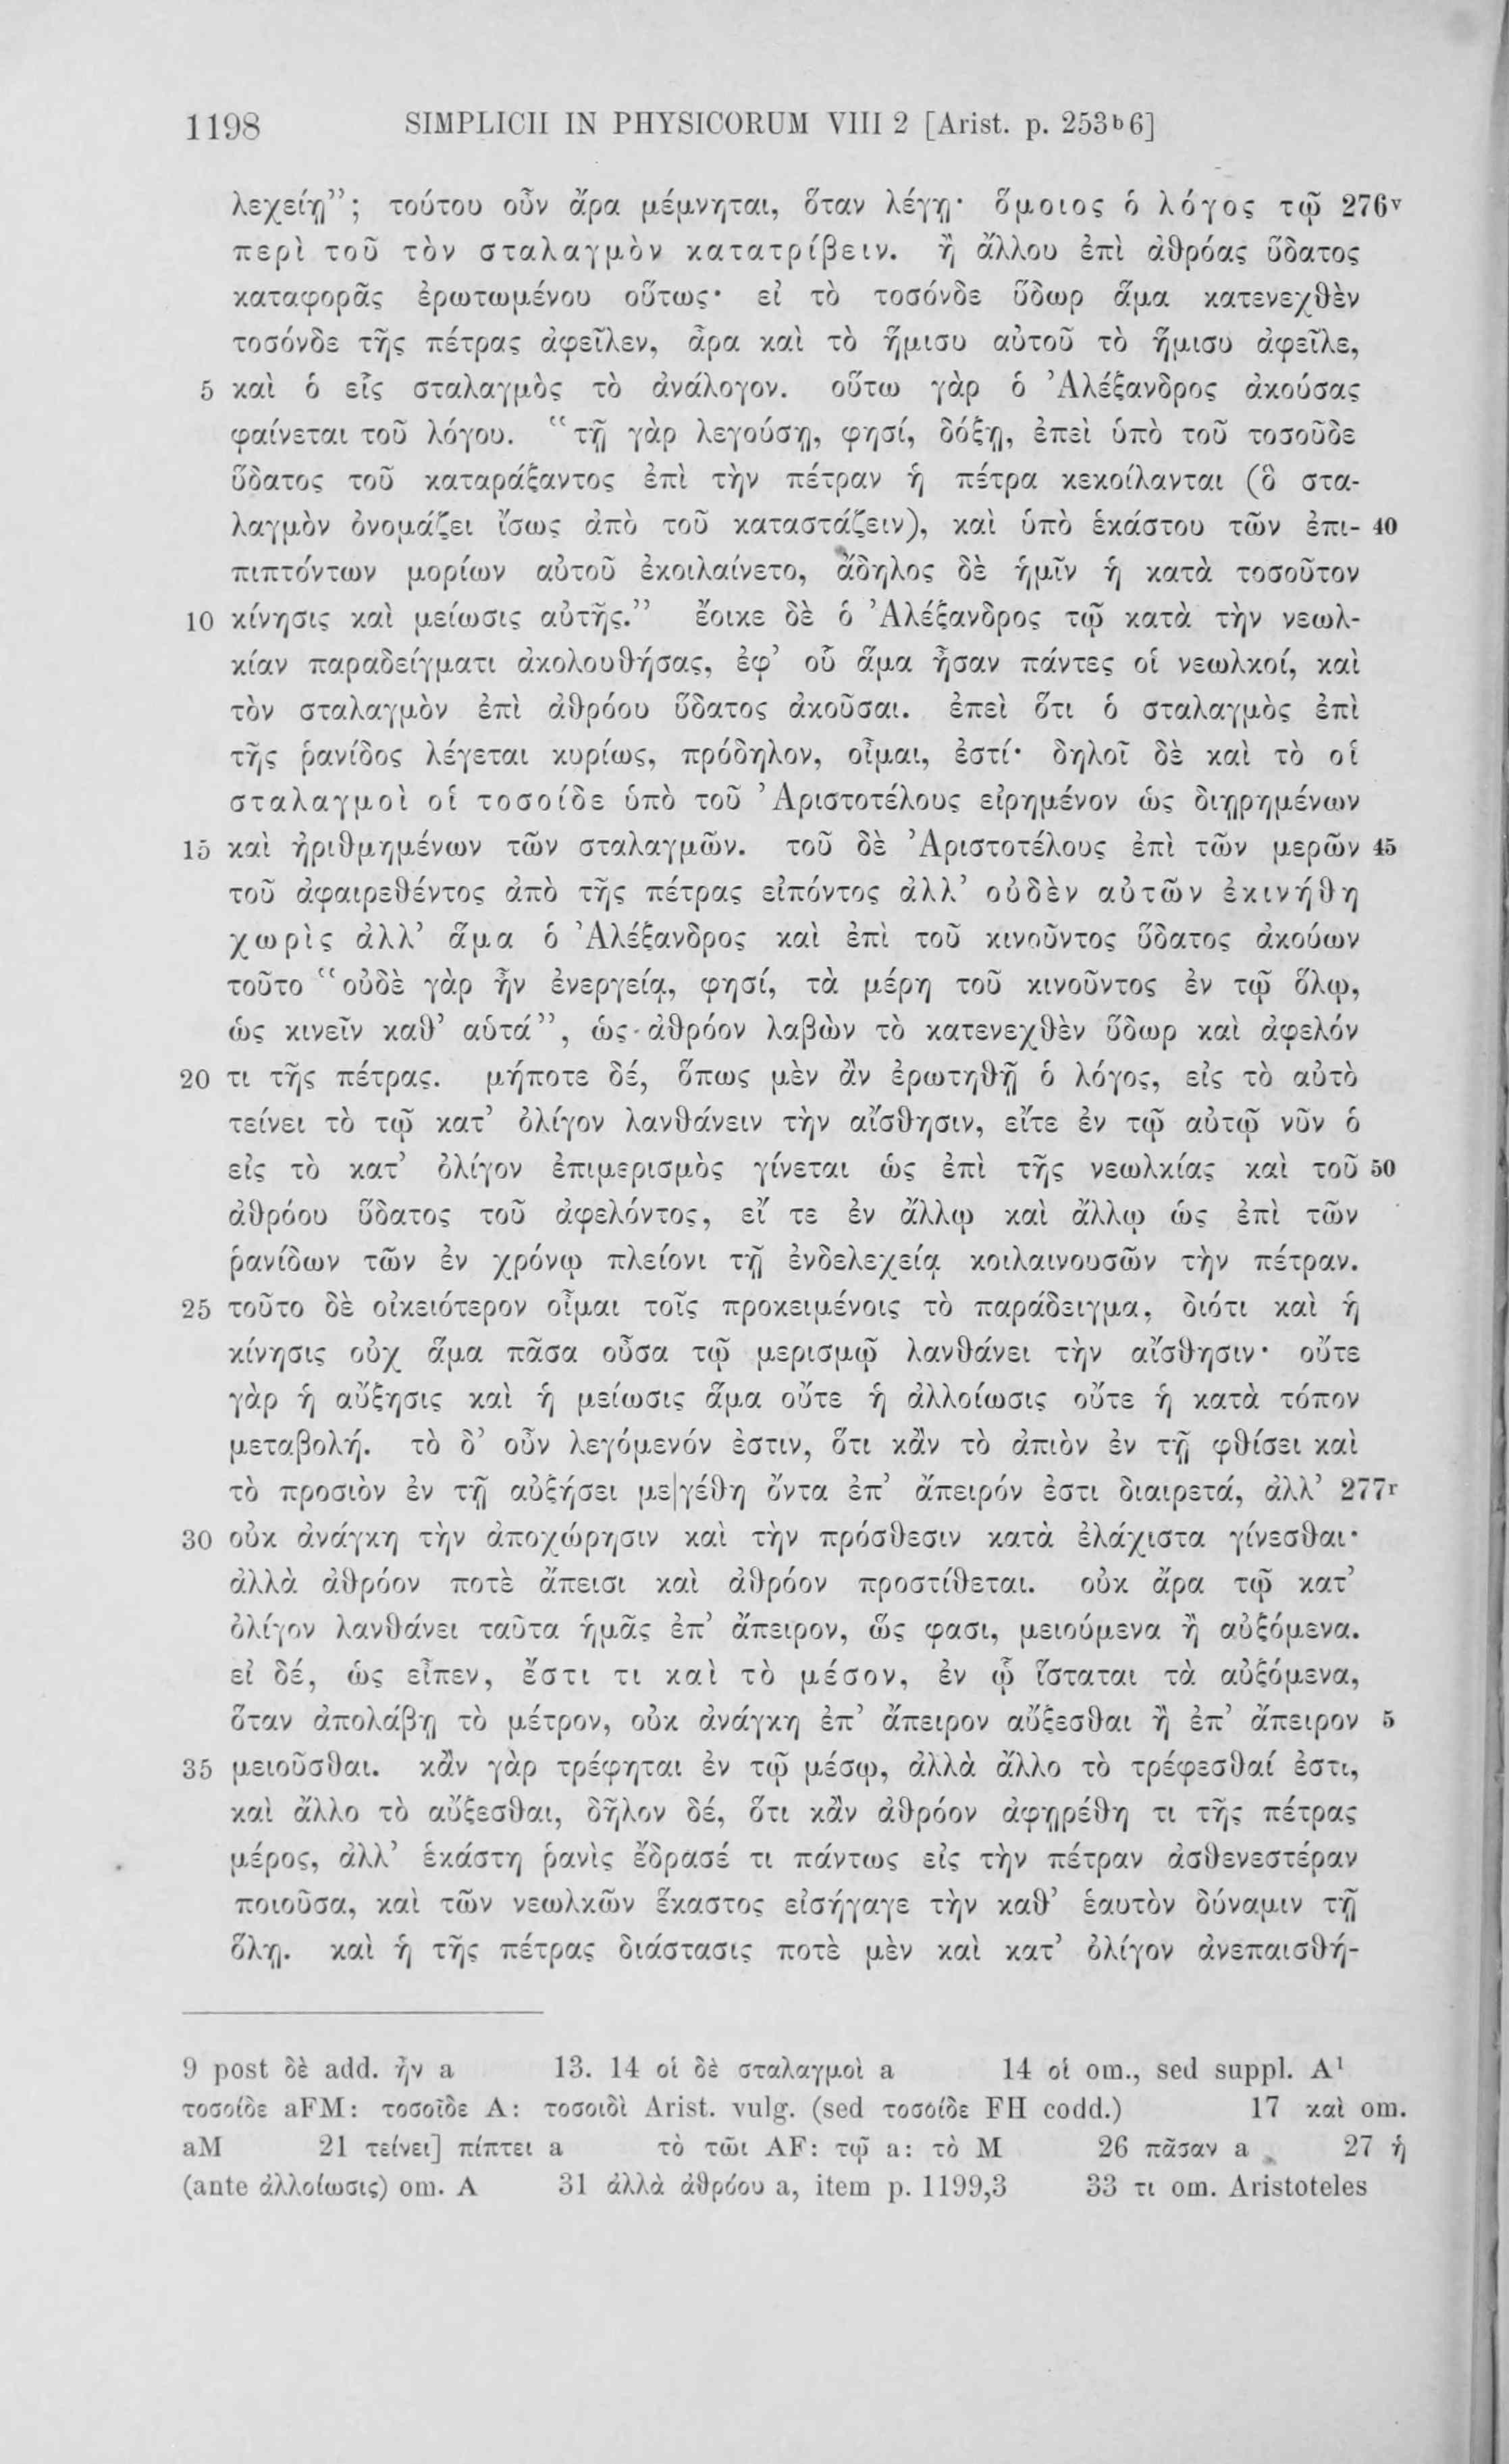 1198 SIMPLICII IN PHYSICORUM VIII 2 [Arist. p. 253ᵇ6]
λεχείῃ”; τούτου οὖν ἄρα μέμνηται, ὅταν λέγῃ· ὅμοιος ὁ λόγος τῷ 276ᵛ
περὶ τοῦ τὸν σταλαγμὸν κατατρίβειν. ἢ ἄλλου ἐπὶ ἀθρόας ὕδατος
καταφορᾶς ἐρωτωμένου οὕτως· εἰ τὸ τοσόνδε ὕδωρ ἅμα κατενεχθὲν
τοσόνδε τῆς πέτρας ἀφεῖλεν, ἆρα καὶ τὸ ἥμισυ αὐτοῦ τὸ ἥμισυ ἀφεῖλε,
5 καὶ ὁ εἷς σταλαγμὸς τὸ ἀνάλογον. οὕτω γὰρ ὁ Ἀλέξανδρος ἀκούσας
φαίνεται τοῦ λόγου. “τῇ γὰρ λεγούσῃ, φησί, δόξῃ, ἐπεὶ ὑπὸ τοῦ τοσοῦδε
ὕδατος τοῦ καταράξαντος ἐπὶ τὴν πέτραν ἡ πέτρα κεκοίλανται (ὃ στα-
λαγμὸν ὀνομάζει ἴσως ἀπὸ τοῦ καταστάζειν), καὶ ὑπὸ ἑκάστου τῶν ἐπι- 40
πιπτόντων μορίων αὐτοῦ ἐκοιλαίνετο, ἄδηλος δὲ ἡμῖν ἡ κατὰ τοσοῦτον
10 κίνησις καὶ μείωσις αὐτῆς.” ἔοικε δὲ ὁ Ἀλέξανδρος τῷ κατὰ τὴν νεωλ-
κίαν παραδείγματι ἀκολουθήσας, ἐφ’ οὗ ἅμα ἦσαν πάντες οἱ νεωλκοί, καὶ
τὸν σταλαγμὸν ἐπὶ ἀθρόου ὕδατος ἀκοῦσαι. ἐπεὶ ὅτι ὁ σταλαγμὸς ἐπὶ
τῆς ῥανίδος λέγεται κυρίως, πρόδηλον, οἶμαι, ἐστί· δηλοῖ δὲ καὶ τὸ οἱ
σταλαγμοὶ οἱ τοσοίδε ὑπὸ τοῦ Ἀριστοτέλους εἰρημένον ὡς διῃρημένων
15 καὶ ἠριθμημένων τῶν σταλαγμῶν. τοῦ δὲ Ἀριστοτέλους ἐπὶ τῶν μερῶν 45
τοῦ ἀφαιρεθέντος ἀπὸ τῆς πέτρας εἰπόντος ἀλλ’ οὐδὲν αὐτῶν ἐκινήθη
χωρὶς ἀλλ’ ἅμα ὁ Ἀλέξανδρος καὶ ἐπὶ τοῦ κινοῦντος ὕδατος ἀκούων
τοῦτο “οὐδὲ γὰρ ἦν ἐνεργείᾳ, φησί, τὰ μέρη τοῦ κινοῦντος ἐν τῷ ὅλῳ,
ὡς κινεῖν καθ’ αὑτά”, ὡς ἀθρόον λαβὼν τὸ κατενεχθὲν ὕδωρ καὶ ἀφελόν
20 τι τῆς πέτρας. μήποτε δέ, ὅπως μὲν ἂν ἐρωτηθῇ ὁ λόγος, εἰς τὸ αὐτὸ
τείνει τὸ τῷ κατ’ ὀλίγον λανθάνειν τὴν αἴσθησιν, εἴτε ἐν τῷ αὐτῷ νῦν ὁ
εἰς τὸ κατ’ ὀλίγον ἐπιμερισμὸς γίνεται ὡς ἐπὶ τῆς νεωλκίας καὶ τοῦ 50
ἀθρόου ὕδατος τοῦ ἀφελόντος, εἴ τε ἐν ἄλλῳ καὶ ἄλλῳ ὡς ἐπὶ τῶν
ῥανίδων τῶν ἐν χρόνῳ πλείονι τῇ ἐνδελεχείᾳ κοιλαινουσῶν τὴν πέτραν.
25 τοῦτο δὲ οἰκειότερον οἶμαι τοῖς προκειμένοις τὸ παράδειγμα, διότι καὶ ἡ
κίνησις οὐχ ἅμα πᾶσα οὖσα τῷ μερισμῷ λανθάνει τὴν αἴσθησιν· οὔτε
γὰρ ἡ αὔξησις καὶ ἡ μείωσις ἅμα οὔτε ἡ ἀλλοίωσις οὔτε ἡ κατὰ τόπον
μεταβολή. τὸ δ’ οὖν λεγόμενόν ἐστιν, ὅτι κἂν τὸ ἀπιὸν ἐν τῇ φθίσει καὶ
τὸ προσιὸν ἐν τῇ αὐξήσει με|γέθη ὄντα ἐπ’ ἄπειρόν ἐστι διαιρετά, ἀλλ’ 277ʳ
30 οὐκ ἀνάγκη τὴν ἀποχώρησιν καὶ τὴν πρόσθεσιν κατὰ ἐλάχιστα γίνεσθαι·
ἀλλὰ ἀθρόον ποτὲ ἄπεισι καὶ ἀθρόον προστίθεται. οὐκ ἄρα τῷ κατ’
ὀλίγον λανθάνει ταῦτα ἡμᾶς ἐπ’ ἄπειρον, ὥς φασι, μειούμενα ἢ αὐξόμενα.
εἰ δέ, ὡς εἶπεν, ἔστι τι καὶ τὸ μέσον, ἐν ᾧ ἵσταται τὰ αὐξόμενα,
ὅταν ἀπολάβῃ τὸ μέτρον, οὐκ ἀνάγκη ἐπ’ ἄπειρον αὔξεσθαι ἢ ἐπ’ ἄπειρον 5
35 μειοῦσθαι. κἂν γὰρ τρέφηται ἐν τῷ μέσῳ, ἀλλὰ ἄλλο τὸ τρέφεσθαί ἐστι,
καὶ ἄλλο τὸ αὔξεσθαι, δῆλον δέ, ὅτι κἂν ἀθρόον ἀφῃρέθη τι τῆς πέτρας
μέρος, ἀλλ’ ἑκάστη ῥανὶς ἔδρασέ τι πάντως εἰς τὴν πέτραν ἀσθενεστέραν
ποιοῦσα, καὶ τῶν νεωλκῶν ἕκαστος εἰσήγαγε τὴν καθ’ ἑαυτὸν δύναμιν τῇ
ὅλῃ. καὶ ἡ τῆς πέτρας διάστασις ποτὲ μὲν καὶ κατ’ ὀλίγον ἀνεπαισθή-
9 post δὲ add. ἦν a 13. 14 οἱ δὲ σταλαγμοὶ a 14 οἱ om., sed suppl. A¹
τοσοίδε aFM: τοσοῖδε A: τοσοιδὶ Arist. vulg. (sed τοσοίδε FH codd.) 17 καὶ om.
aM 21 τείνει] πίπτει a τὸ τῶι AF: τῷ a: τὸ M 26 πᾶσαν a 27 ἡ
(ante ἀλλοίωσις) om. A 31 ἀλλὰ ἀθρόου a, item p. 1199,3 33 τι om. Aristoteles